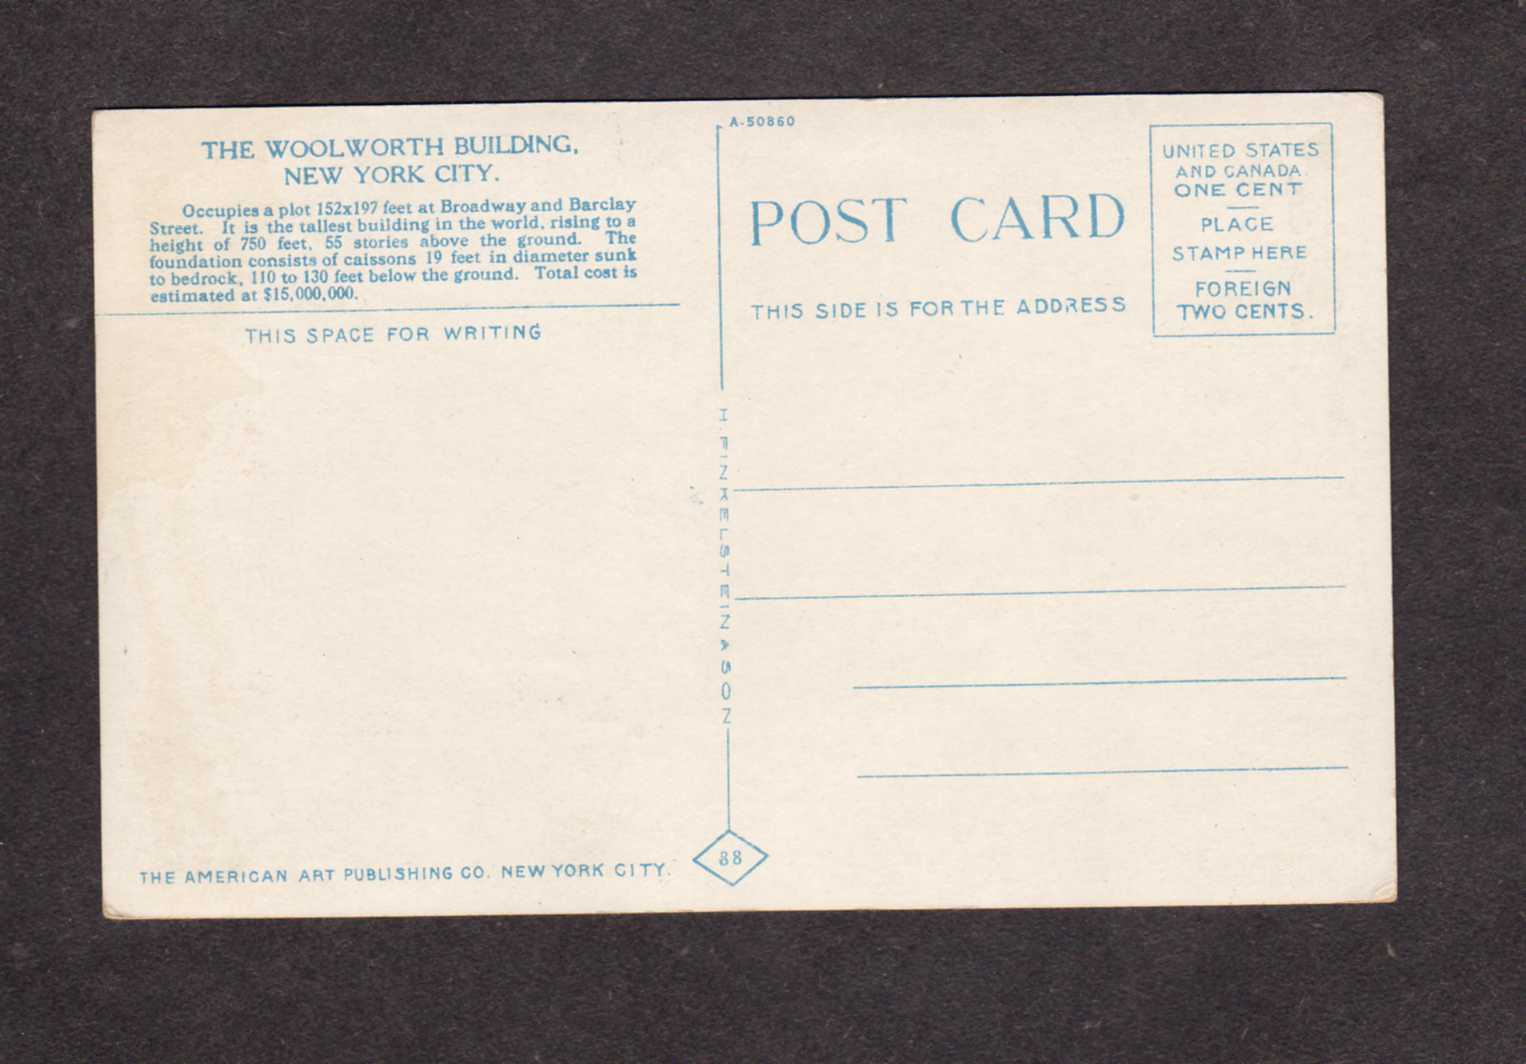 THE WOOLWORTH BUILDING,
NEW YORK CITY.
Occupies a plot 152x197 feet at Broadway and Barclay
Street. It is the tallest building in the world, rising to a
height of 750 feet, 55 stories above the ground. The
foundation consists of caissons 19 feet in diameter sunk
to bedrock, 110 to 130 feet below the ground. Total cost is
estimated at $15,000,000.
THIS SPACE FOR WRITING
THE AMERICAN ART PUBLISHING CO. NEW YORK CITY.
A-50860
I. FINKELSTEIN & SON
88
POST CARD
THIS SIDE IS FOR THE ADDRESS
UNITED STATES
AND CANADA
ONE CENT
PLACE
STAMP HERE
FOREIGN
TWO CENTS.